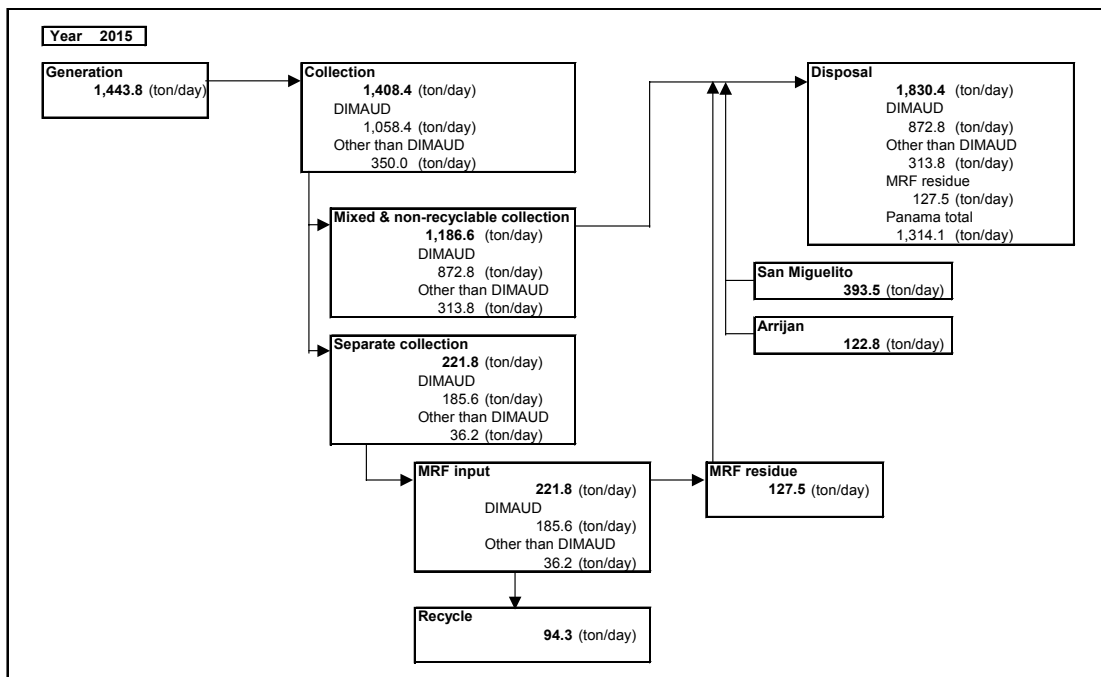 Year 2015
Generation
1,443.8 (ton/day)
Collection
1,408.4 (ton/day)
DIMAUD
1,058.4 (ton/day)
Other than DIMAUD
350.0 (ton/day)
Disposal
1,830.4 (ton/day)
DIMAUD
872.8 (ton/day)
Other than DIMAUD
313.8 (ton/day)
MRF residue
127.5 (ton/day)
Panama total
1,314.1 (ton/day)
Mixed & non-recyclable collection
1,186.6 (ton/day)
DIMAUD
872.8 (ton/day)
Other than DIMAUD
313.8 (ton/day)
San Miguelito
393.5 (ton/day)
Arrijan
122.8 (ton/day)
Separate collection
221.8 (ton/day)
DIMAUD
185.6 (ton/day)
Other than DIMAUD
36.2 (ton/day)
MRF input
221.8 (ton/day)
DIMAUD
185.6 (ton/day)
Other than DIMAUD
36.2 (ton/day)
MRF residue
127.5 (ton/day)
Recycle
94.3 (ton/day)